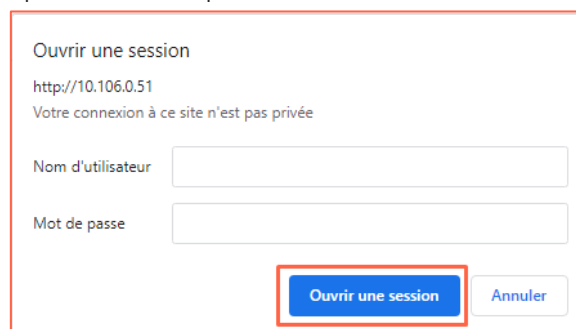 Ouvrir une session
http://10.106.0.51
Votre connexion à ce site n'est pas privée
Nom d'utilisateur
Mot de passe
Ouvrir une session Annuler